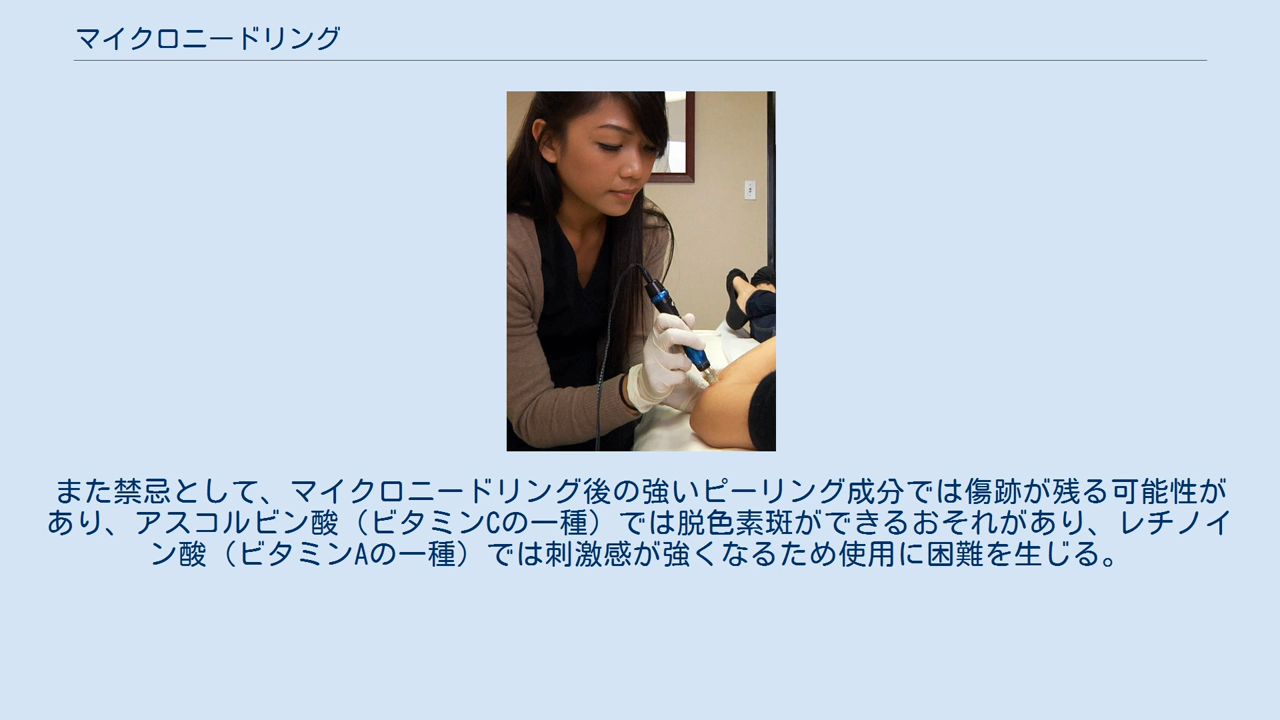 マイクロニードリング
また禁忌として、マイクロニードリング後の強いピーリング成分では傷跡が残る可能性が
あり、アスコルビン酸（ビタミンCの一種）では脱色素斑ができるおそれがあり、レチノイ
ン酸（ビタミンAの一種）では刺激感が強くなるため使用に困難を生じる。